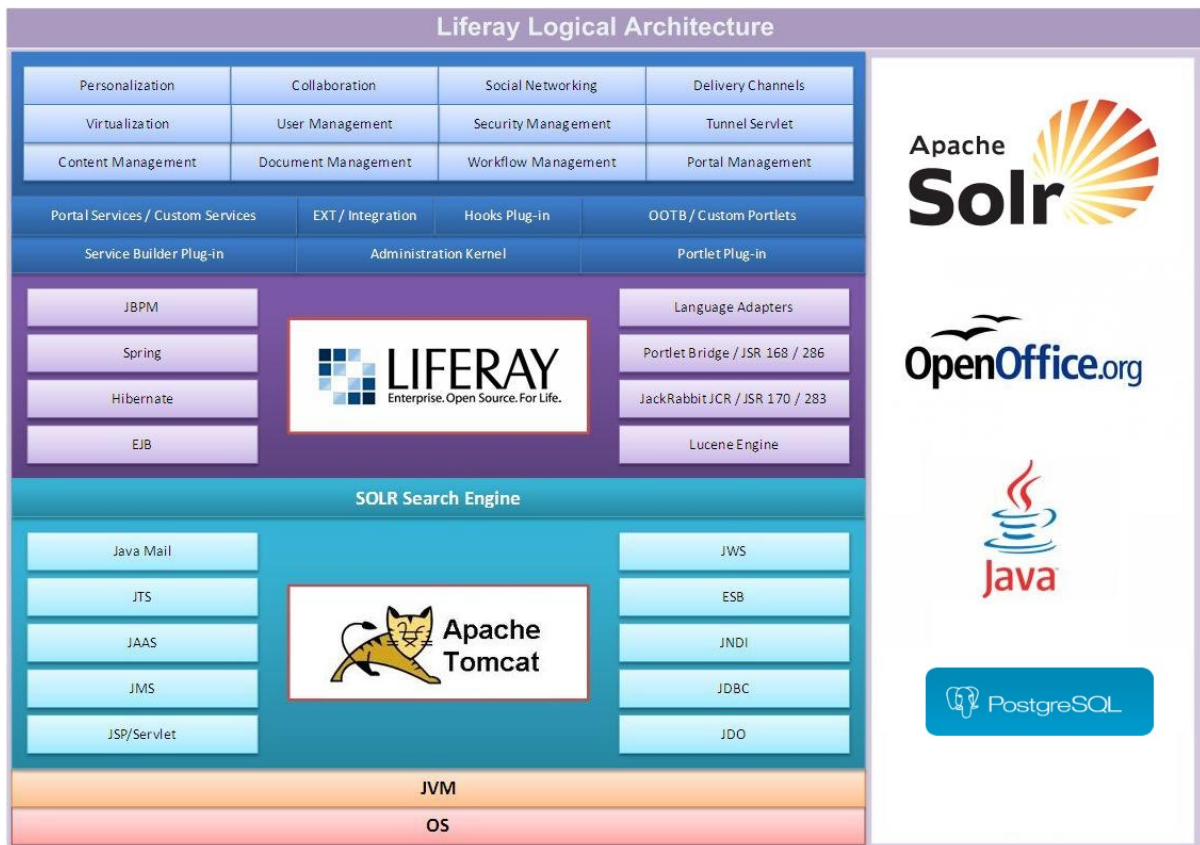 Liferay Logical Architecture
Personalization
Collaboration
Social Networking
Delivery Channels
Virtualization
User Management
Security Management
Tunnel Servlet
Content Management
Document Management
Workflow Management
Portal Management
Portal Services / Custom Services
EXT / Integration
Hooks Plug-in
OOTB / Custom Portlets
Service Builder Plug-in
Administration Kernel
Portlet Plug-in
JBPM
Spring
Hibernate
EJB
LIFERAY
Enterprise. Open Source. For Life.
Language Adapters
Portlet Bridge / JSR 168 / 286
JackRabbit JCR / JSR 170 / 283
Lucene Engine
SOLR Search Engine
Java Mail
JTS
JAAS
JMS
JSP/Servlet
Apache
Tomcat
JWS
ESB
JNDI
JDBC
JDO
JVM
OS
Apache
Solr
OpenOffice.org
Java
PostgreSQL